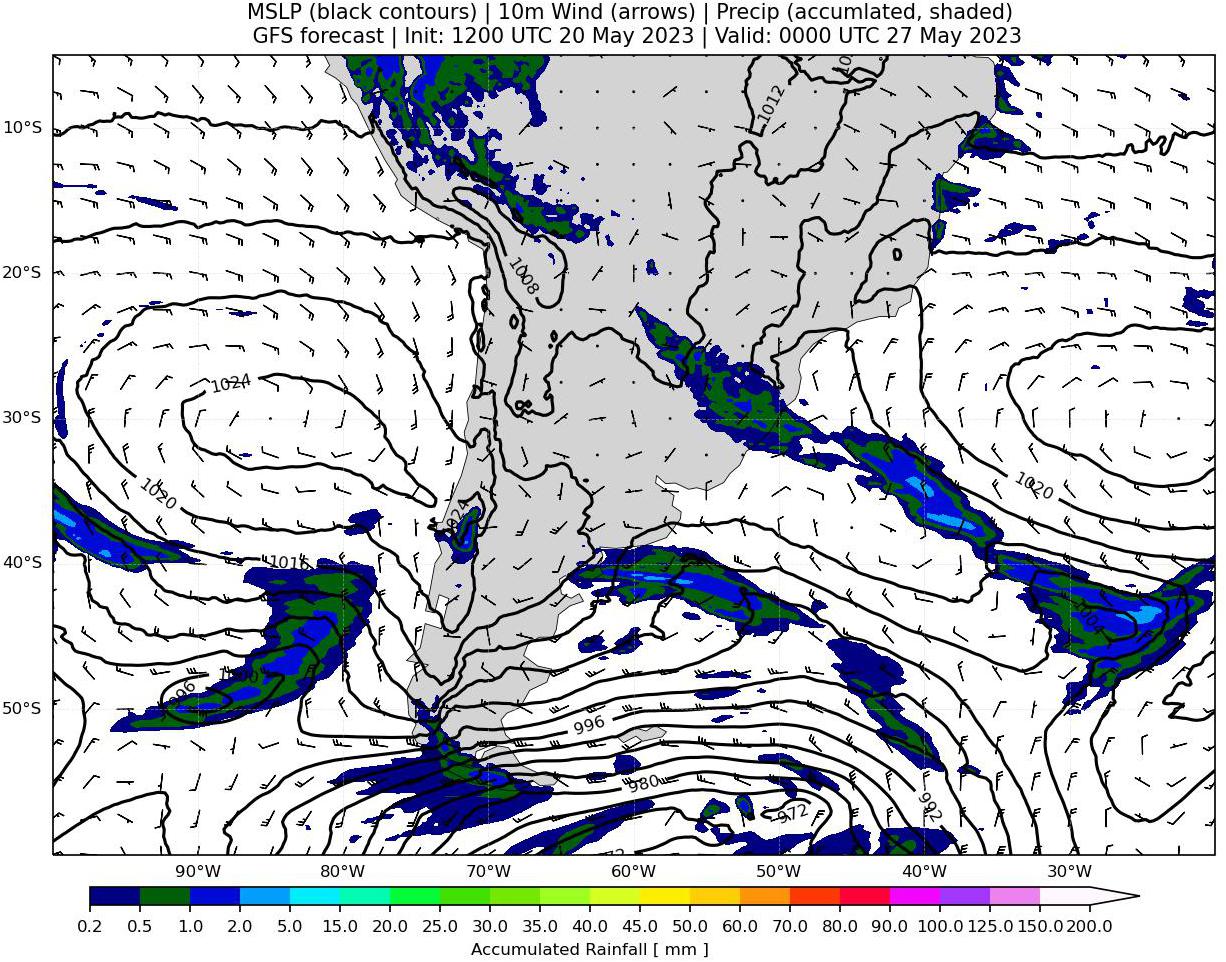 MSLP (black contours) | 10m Wind (arrows) | Precip (accumlated, shaded)
GFS forecast | Init: 1200 UTC 20 May 2023 | Valid: 0000 UTC 27 May 2023
1012
10°S
20°S
1008
1024
30°S
1020
1020
1024
40°S
1016
1004
1000
996
50°S
996
980
992
972
90°W 80°W 70°W 60°W 50°W 40°W 30°W
0.2 0.5 1.0 2.0 5.0 10.0 15.0 20.0 25.0 30.0 35.0 40.0 45.0 50.0 60.0 70.0 80.0 90.0 100.0 125.0 150.0 200.0
Accumulated Rainfall [ mm ]